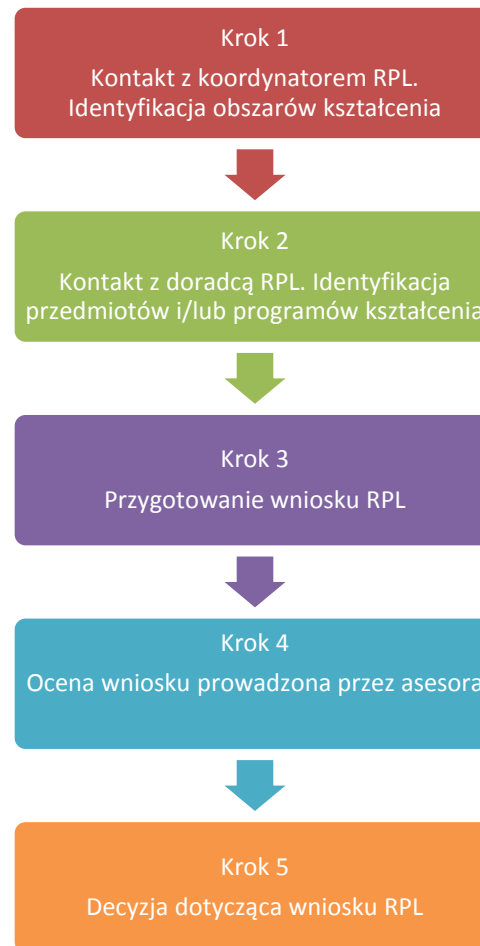 Krok 1
Kontakt z koordynatorem RPL.
Identyfikacja obszarów kształcenia
Krok 2
Kontakt z doradcą RPL. Identyfikacja
przedmiotów i/lub programów kształcenia
Krok 3
Przygotowanie wniosku RPL
Krok 4
Ocena wniosku prowadzona przez asesora
Krok 5
Decyzja dotycząca wniosku RPL